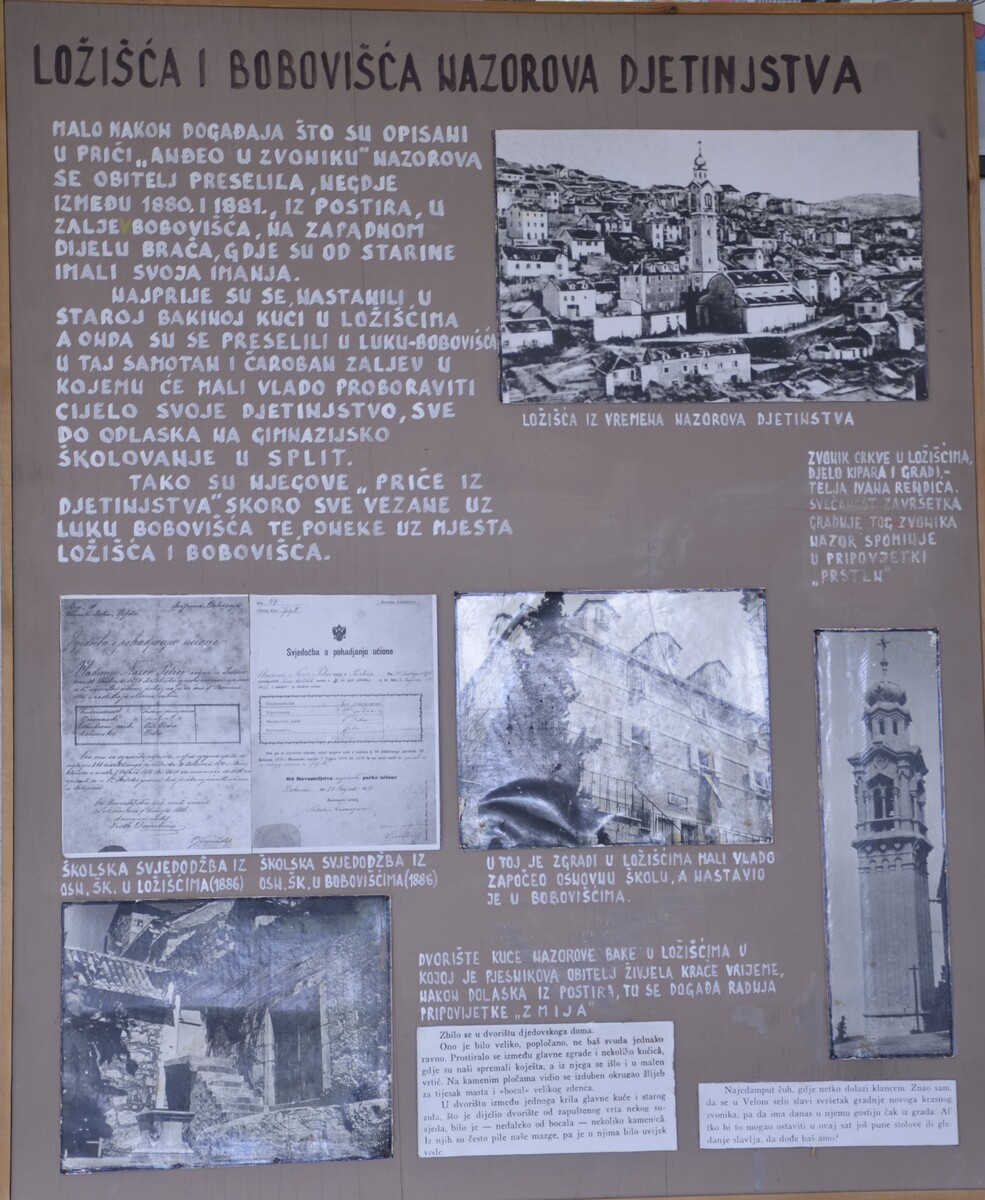 LOŽIŠĆA I BOBOVIŠĆA NAZOROVA DJETINJSTVA
MALO NAKON DOGAĐAJA ŠTO SU OPISANI
U PRIČI „ANĐEO U ZVONIKU" NAZOROVA
SE OBITELJ PRESELILA, NEGDJE
IZMEĐU 1880. I 1881., IZ POSTIRA, U
ZALJEV BOBOVIŠĆA, NA ZAPADNOM
DIJELU BRAČA, GDJE SU OD STARINE
IMALI SVOJA IMANJA.
NAJPRIJE SU SE NASTANILI U
STAROJ BAKINOJ KUĆI U LOŽIŠĆIMA
A ONDA SU SE PRESELILI U LUKU-BOBOVIŠĆA
U TAJ SAMOTAN I ČAROBAN ZALJEV U
KOJEMU ĆE MALI VLADO PROBORAVITI
CIJELO SVOJE DJETINJSTVO, SVE
DO ODLASKA NA GIMNAZIJSKO
ŠKOLOVANJE U SPLIT.
TAKO SU NJEGOVE „PRIČE IZ
DJETINJSTVA" SKORO SVE VEZANE UZ
LUKU BOBOVIŠĆA TE PONEKE UZ MJESTA
LOŽIŠĆA I BOBOVIŠĆA.
LOŽIŠĆA IZ VREMENA NAZOROVA DJETINSTVA
ZVONIK CRKVE U LOŽIŠĆIMA,
DJELO KIPARA I GRADI-
TELJA IVANA RENDIĆA.
SVEČANOST ZAVRŠETKA
GRADNJE TOG ZVONIKA
NAZOR SPOMINJE
U PRIPOVJETKI
„PRSTEN"
Svjedočba o pohadjanju učione
Svjedočba o pohadjanju učione
Vladimir Nazor Petrov
ŠKOLSKA SVJEDODŽBA IZ
OSN. ŠK. U LOŽIŠĆIMA (1886)
ŠKOLSKA SVJEDODŽBA IZ
OSN. ŠK. U BOBOVIŠĆIMA (1886)
U TOJ JE ZGRADI U LOŽIŠĆIMA MALI VLADO
ZAPOČEO OSNOVNU ŠKOLU, A NASTAVIO
JE U BOBOVIŠĆIMA.
DVORIŠTE KUĆE NAZOROVE BAKE U LOŽIŠĆIMA U
KOJOJ JE PJESNIKOVA OBITELJ ŽIVJELA KRAĆE VRIJEME,
NAKON DOLASKA IZ POSTIRA, TU SE DOGAĐA RADNJA
PRIPOVIJETKE „ZMIJA"
Zbilo se u dvorištu djedovskoga doma.
Ono je bilo veliko, popločano, ne baš svuda jednako
ravno. Prostiralo se između glavne zgrade i nekoliko kućica,
gdje su naši spremali koješta, a iz njega se išlo i u malen
vrtić. Na kamenim pločama vidio se izduben okrugao žlijeb
za tijesak masta i »bocal« velikog zdenca.
U dvorištu između jednoga krila glavne kuće i starog
zida, što je dijelio dvorište od zapuštenog vrta nekog su-
sjeda, bilo je — nedaleko od bocala — nekoliko kamenicâ.
Iz njih su često pile naše mazge, pa je u njima bilo uvijek
vode.
Najedamput čuh, gdje netko dolazi klancem. Znao sam,
da se u Velom selu slavi svršetak gradnje novoga krasnog
zvonika, pa da ima danas u njemu gostiju čak iz grada. Al'
tko bi to mogao ostaviti u ovaj sat još pune stolove ili gle
danje slavlja, da dođe baš amo?